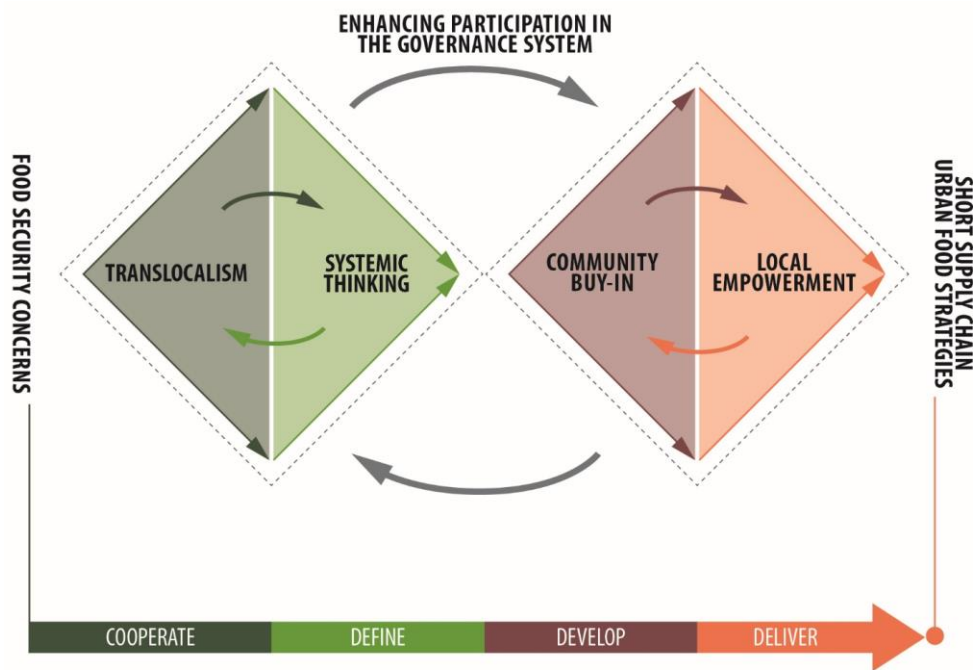 ENHANCING PARTICIPATION IN
THE GOVERNANCE SYSTEM
FOOD SECURITY CONCERNS
TRANSLOCALISM
SYSTEMIC
THINKING
COMMUNITY
BUY-IN
LOCAL
EMPOWERMENT
SHORT SUPPLY CHAIN
URBAN FOOD STRATEGIES
COOPERATE
DEFINE
DEVELOP
DELIVER